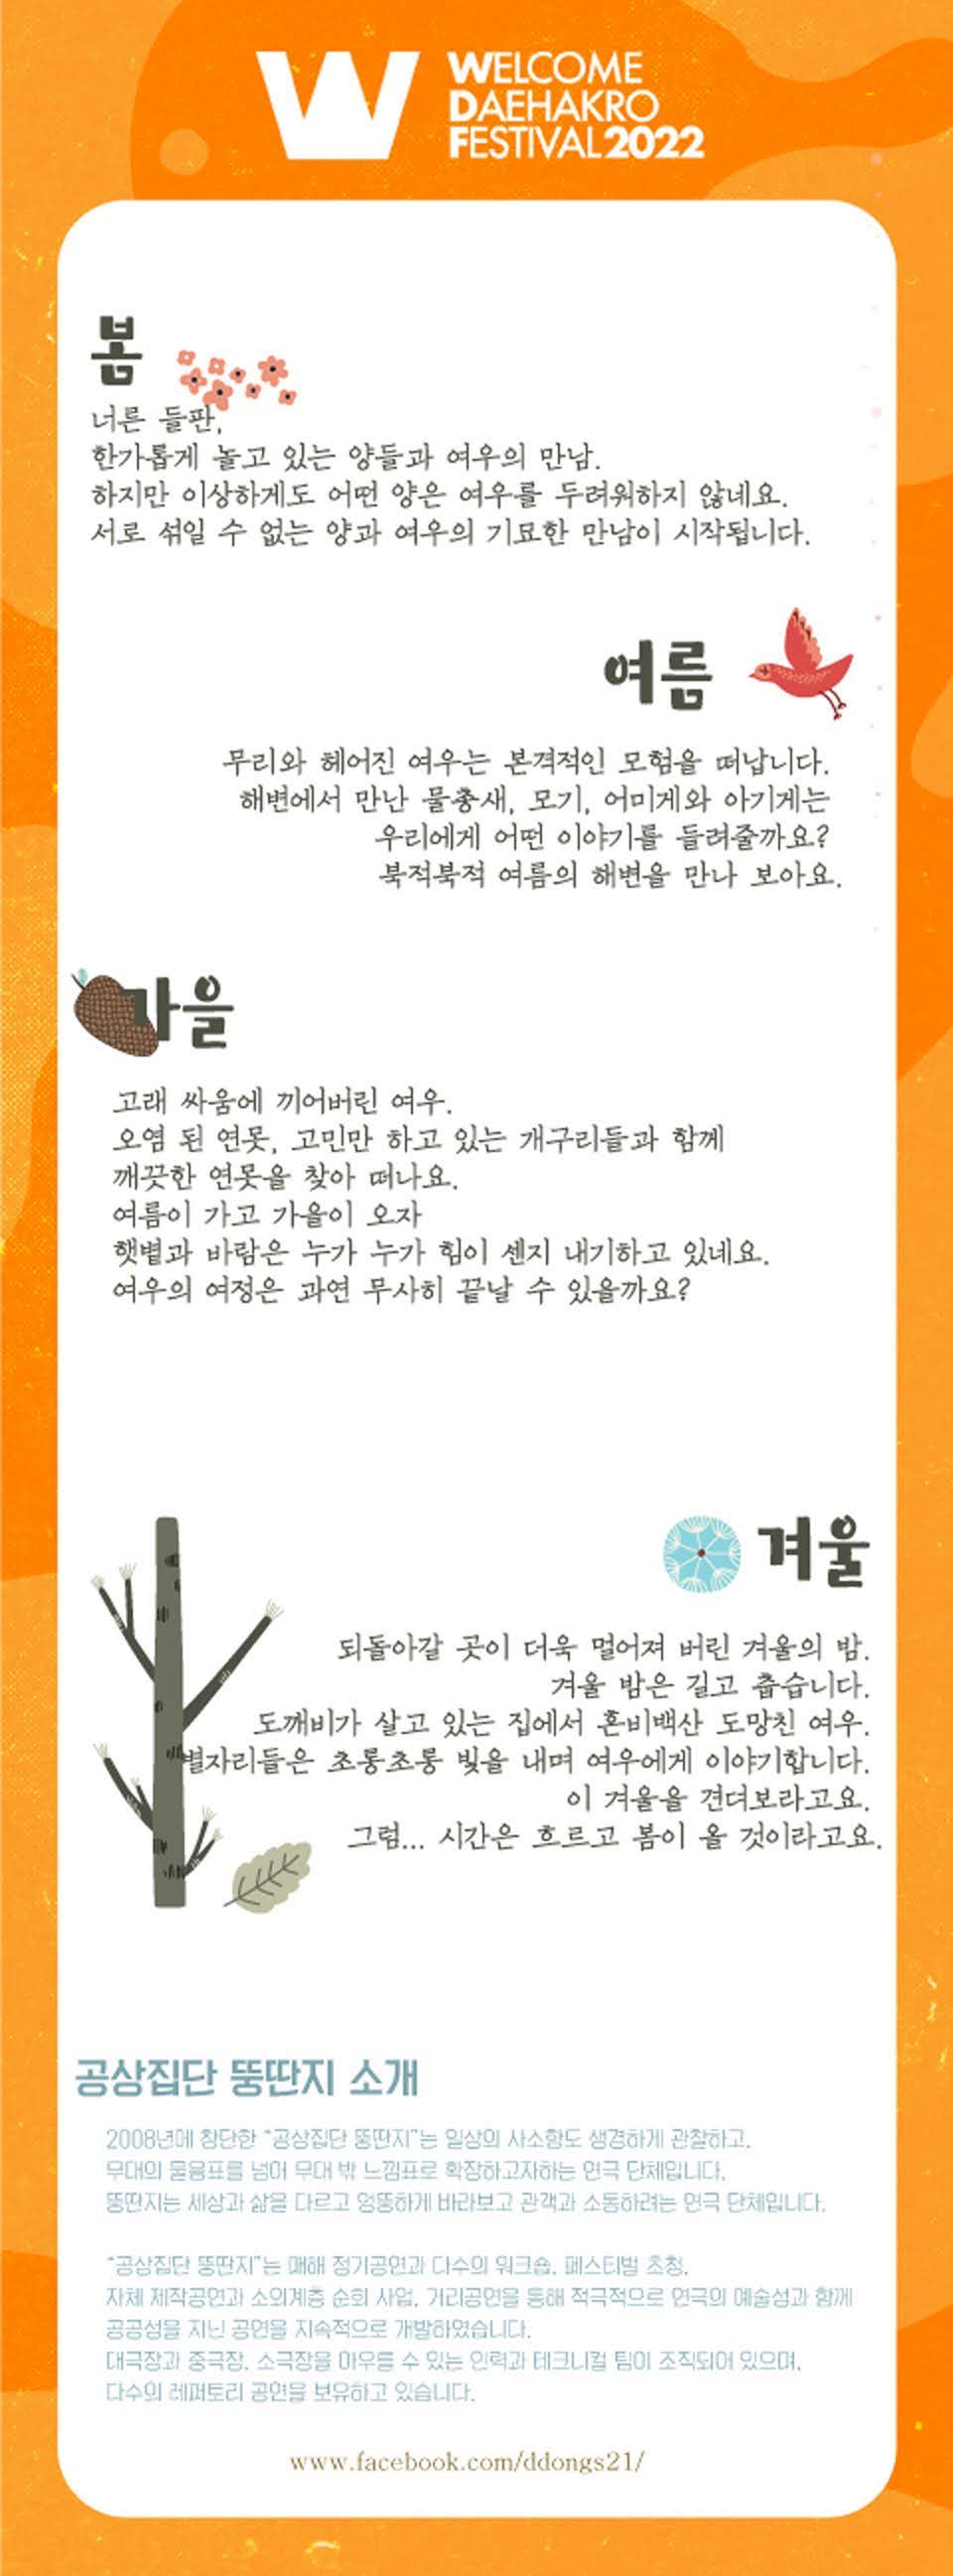 W
WELCOME
DAEHAKRO
FESTIVAL2022
봄
너른 들판,
한가롭게 놀고 있는 양들과 여우의 만남.
하지만 이상하게도 어떤 양은 여우를 두려워하지 않네요.
서로 섞일 수 없는 양과 여우의 기묘한 만남이 시작됩니다.
여름
무리와 헤어진 여우는 본격적인 모험을 떠납니다.
해변에서 만난 물총새, 모기, 어미게와 아기게는
우리에게 어떤 이야기를 들려줄까요?
북적북적 여름의 해변을 만나 보아요.
가을
고래 싸움에 끼어버린 여우.
오염 된 연못, 고민만 하고 있는 개구리들과 함께
깨끗한 연못을 찾아 떠나요.
여름이 가고 가을이 오자
햇볕과 바람은 누가 누가 힘이 센지 내기하고 있네요.
여우의 여정은 과연 무사히 끝날 수 있을까요?
겨울
되돌아갈 곳이 더욱 멀어져 버린 겨울의 밤.
겨울 밤은 길고 춥습니다.
도깨비가 살고 있는 집에서 혼비백산 도망친 여우.
별자리들은 초롱초롱 빛을 내며 여우에게 이야기합니다.
이 겨울을 견뎌보라고요.
그럼... 시간은 흐르고 봄이 올 것이라고요.
공상집단 뚱딴지 소개
2008년에 창단한 “공상집단 뚱딴지”는 일상의 사소함도 생경하게 관찰하고,
무대의 물음표를 넘어 무대 밖 느낌표로 확장하고자하는 연극 단체입니다.
뚱딴지는 세상과 삶을 다르고 엉뚱하게 바라보고 관객과 소통하려는 연극 단체입니다.
“공상집단 뚱딴지”는 매해 정기공연과 다수의 워크숍, 페스티벌 초청,
자체 제작공연과 소외계층 순회 사업, 거리공연을 통해 적극적으로 연극의 예술성과 함께
공공성을 지닌 공연을 지속적으로 개발하였습니다.
대극장과 중극장, 소극장을 아우를 수 있는 인력과 테크니컬 팀이 조직되어 있으며,
다수의 레퍼토리 공연을 보유하고 있습니다.
www.facebook.com/ddongs21/